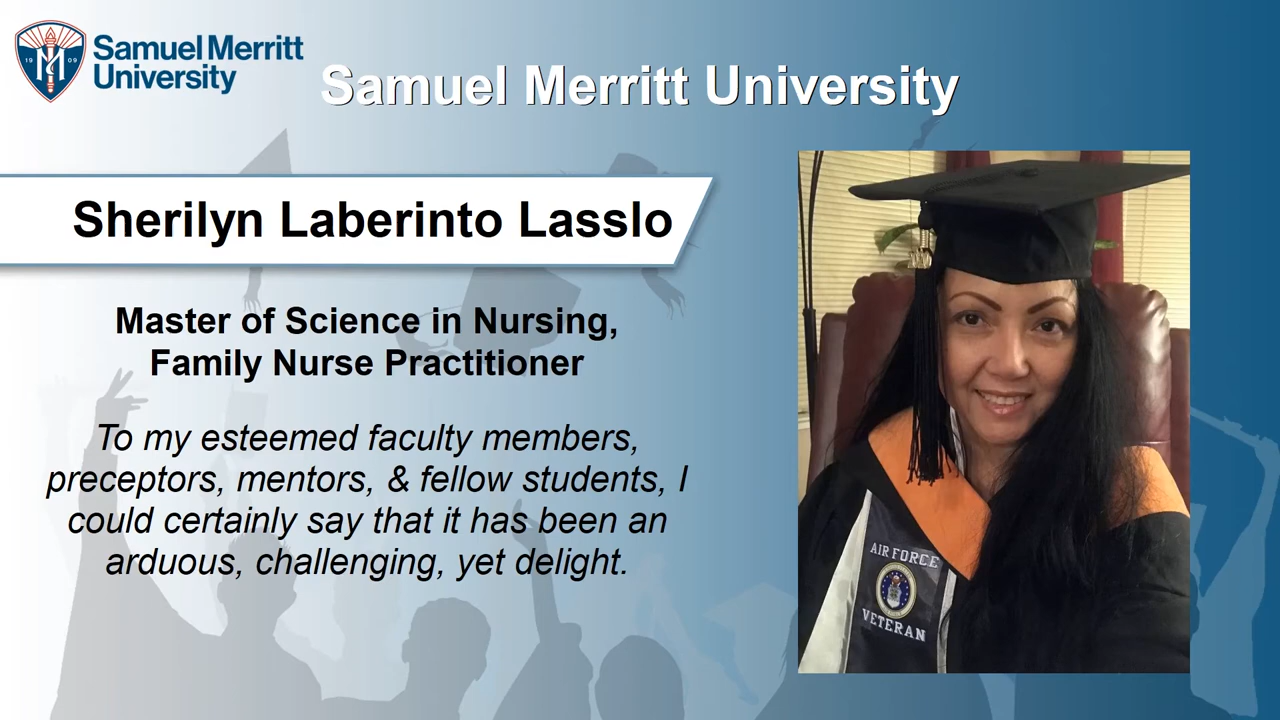 Samuel Merritt
University
19 09
Samuel Merritt University
Sherilyn Laberinto Lasslo
Master of Science in Nursing,
Family Nurse Practitioner
To my esteemed faculty members,
preceptors, mentors, & fellow students, I
could certainly say that it has been an
arduous, challenging, yet delight.
AIR FORCE
VETERAN